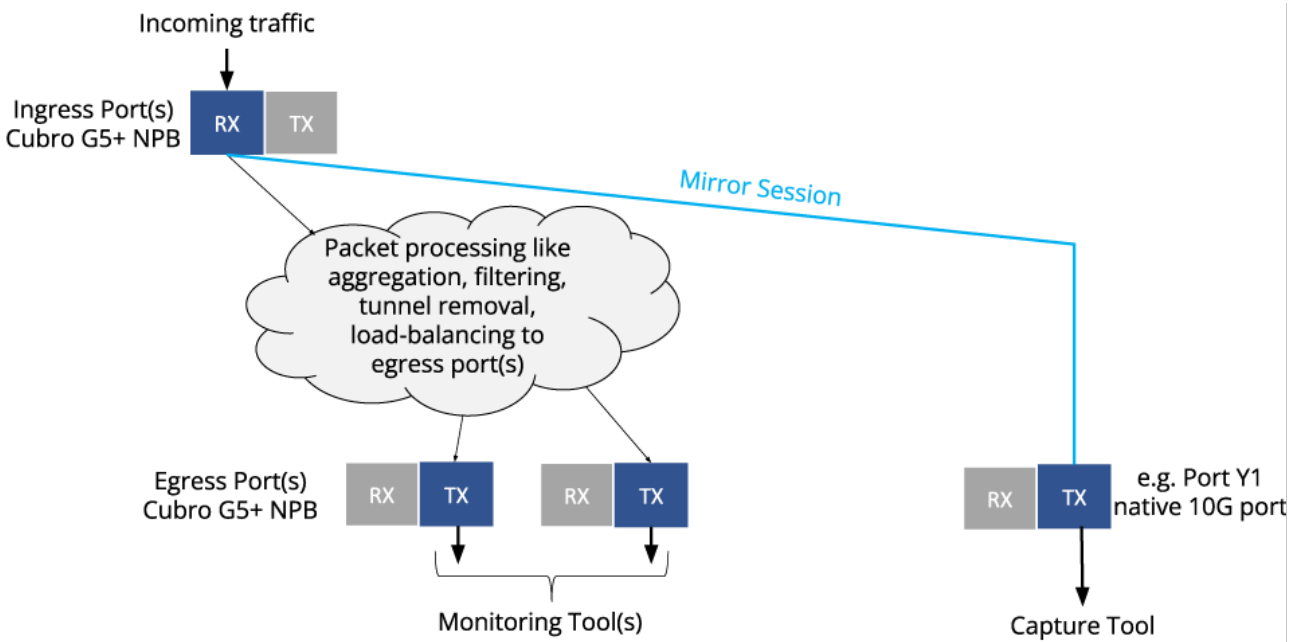 Incoming traffic
Ingress Port(s)
Cubro G5+ NPB
RX
TX
Mirror Session
Packet processing like
aggregation, filtering,
tunnel removal,
load-balancing to
egress port(s)
Egress Port(s)
Cubro G5+ NPB
RX
TX
RX
TX
RX
TX
e.g. Port Y1
native 10G port
Monitoring Tool(s)
Capture Tool